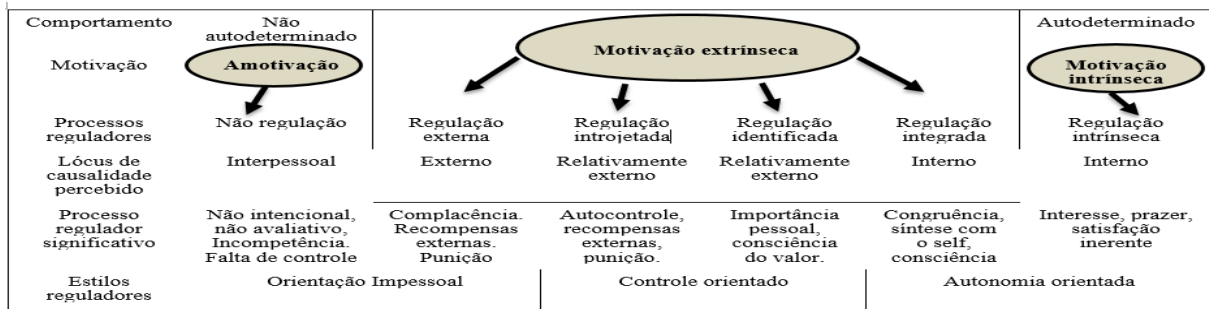 Comportamento
Não
autodeterminado
Autodeterminado
Motivação
Amotivação
Motivação extrínseca
Motivação
intrínseca
Processos
reguladores
Não regulação
Regulação
externa
Regulação
introjetada
Regulação
identificada
Regulação
integrada
Regulação
intrínseca
Lócus de
causalidade
percebido
Interpessoal
Externo
Relativamente
externo
Relativamente
externo
Interno
Interno
Processo
regulador
significativo
Não intencional,
não avaliativo,
Incompetência.
Falta de controle
Complacência.
Recompensas
externas.
Punição
Autocontrole,
recompensas
externas,
punição.
Importância
pessoal,
consciência
do valor.
Congruência,
síntese com
o self,
consciência
Interesse, prazer,
satisfação
inerente
Estilos
reguladores
Orientação Impessoal
Controle orientado
Autonomia orientada